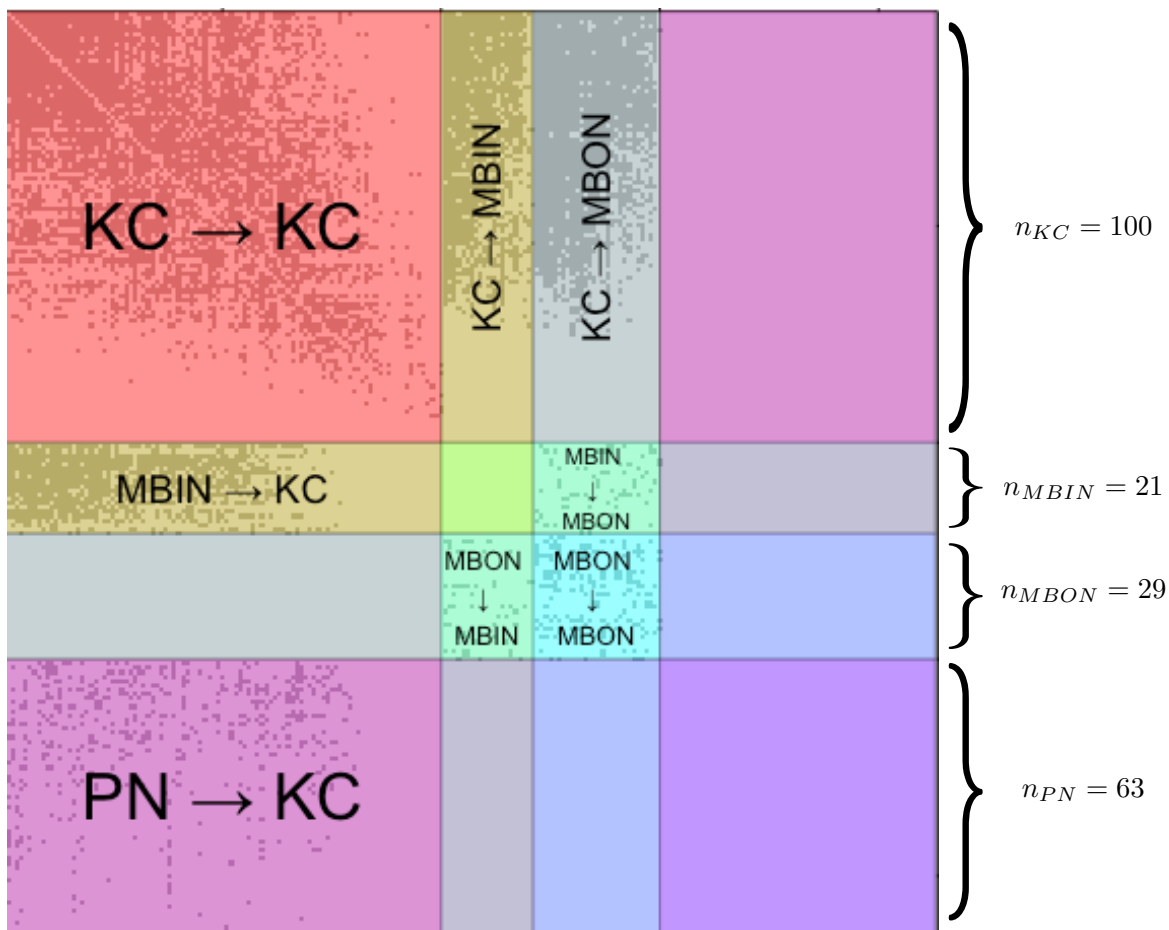 KC → KC
KC → MBIN
KC → MBON
n_{KC} = 100
MBIN → KC
MBIN
↓
MBON
n_{MBIN} = 21
MBON
↓
MBIN
MBON
↓
MBON
n_{MBON} = 29
PN → KC
n_{PN} = 63